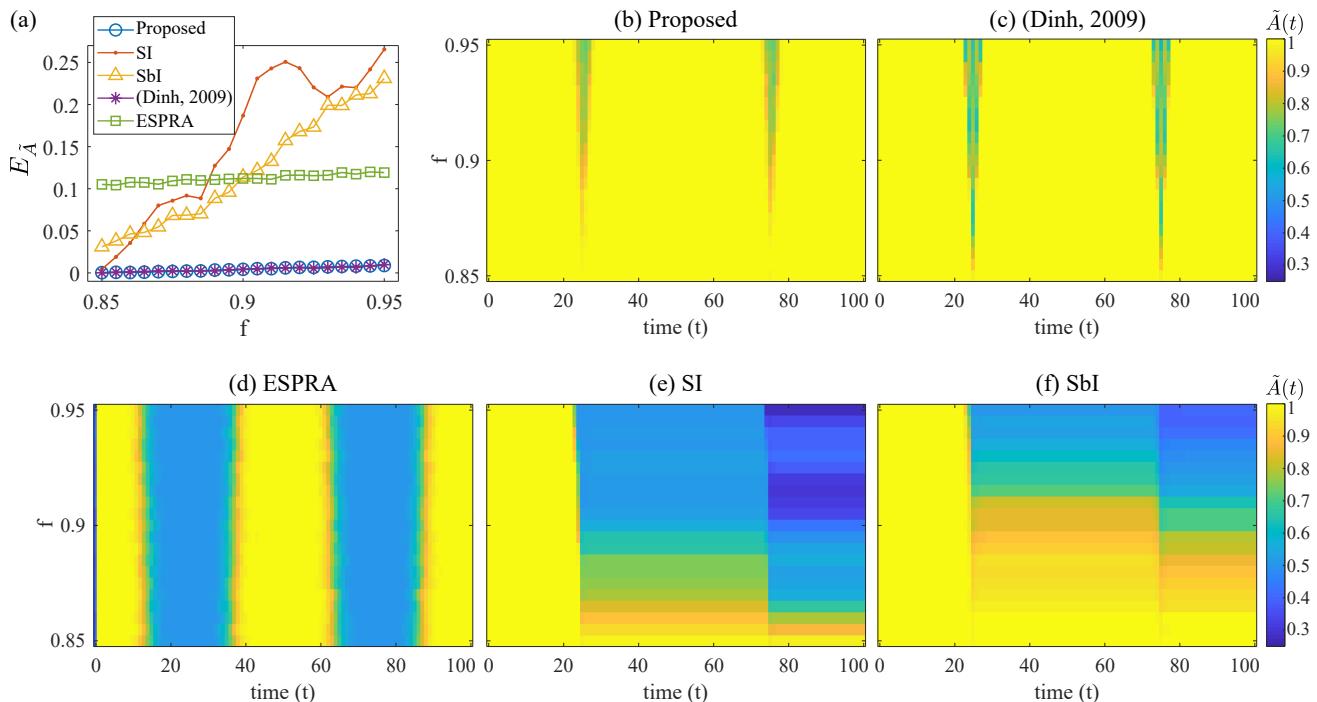 (a)
Proposed
SI
SbI
(Dinh, 2009)
ESPRA
0.25
0.2
0.15
0.1
0.05
0
E_Ã
0.85
0.9
0.95
f
(b) Proposed
0.95
0.9
0.85
f
0
20
40
60
80
100
time (t)
(c) (Dinh, 2009)
0
20
40
60
80
100
time (t)
Ã(t)
1
0.9
0.8
0.7
0.6
0.5
0.4
0.3
(d) ESPRA
0.95
0.9
0.85
f
0
20
40
60
80
100
time (t)
(e) SI
0
20
40
60
80
100
time (t)
(f) SbI
0
20
40
60
80
100
time (t)
Ã(t)
1
0.9
0.8
0.7
0.6
0.5
0.4
0.3